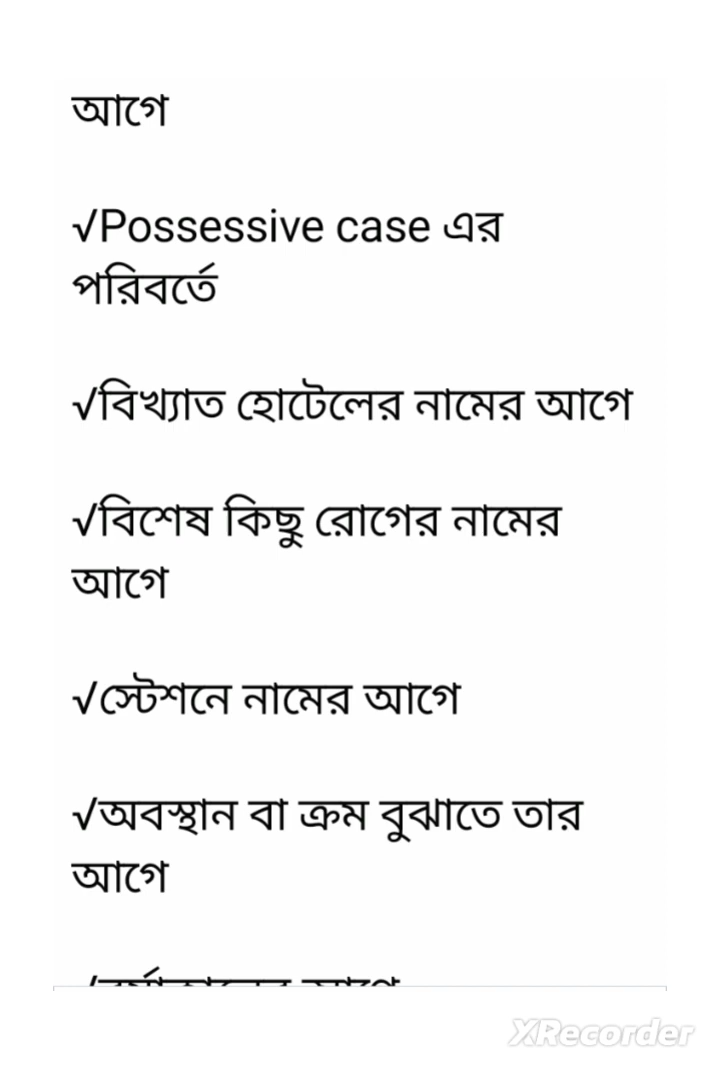 আগে
√Possessive case এর
পরিবর্তে
√বিখ্যাত হোটেলের নামের আগে
√বিশেষ কিছু রোগের নামের
আগে
√স্টেশনে নামের আগে
√অবস্থান বা ক্রম বুঝাতে তার
আগে
XRecorder